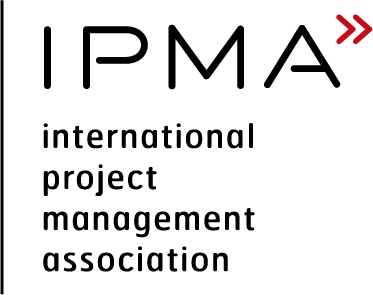 IPMA
international
project
management
association